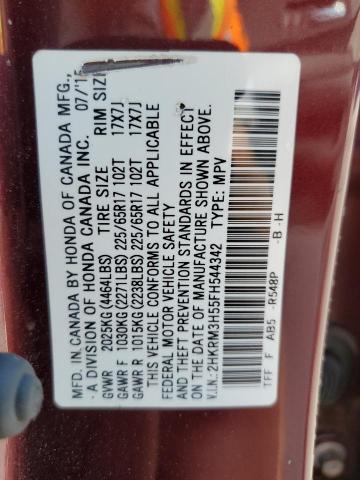 MFD. IN CANADA BY HONDA OF CANADA MFG.,
A DIVISION OF HONDA CANADA INC. 07/15
GVWR 2025KG (4464LBS) TIRE SIZE RIM SIZE
GAWR F 1030KG (2271LBS) 225/65R17 102T 17X7J
GAWR R 1015KG (2238LBS) 225/65R17 102T 17X7J
THIS VEHICLE CONFORMS TO ALL APPLICABLE
FEDERAL MOTOR VEHICLE SAFETY
AND THEFT PREVENTION STANDARDS IN EFFECT
ON THE DATE OF MANUFACTURE SHOWN ABOVE.
V.I.N.: 2HKRM3H55FH544342 TYPE: MPV
TFF F AB5 -R548P -B -H